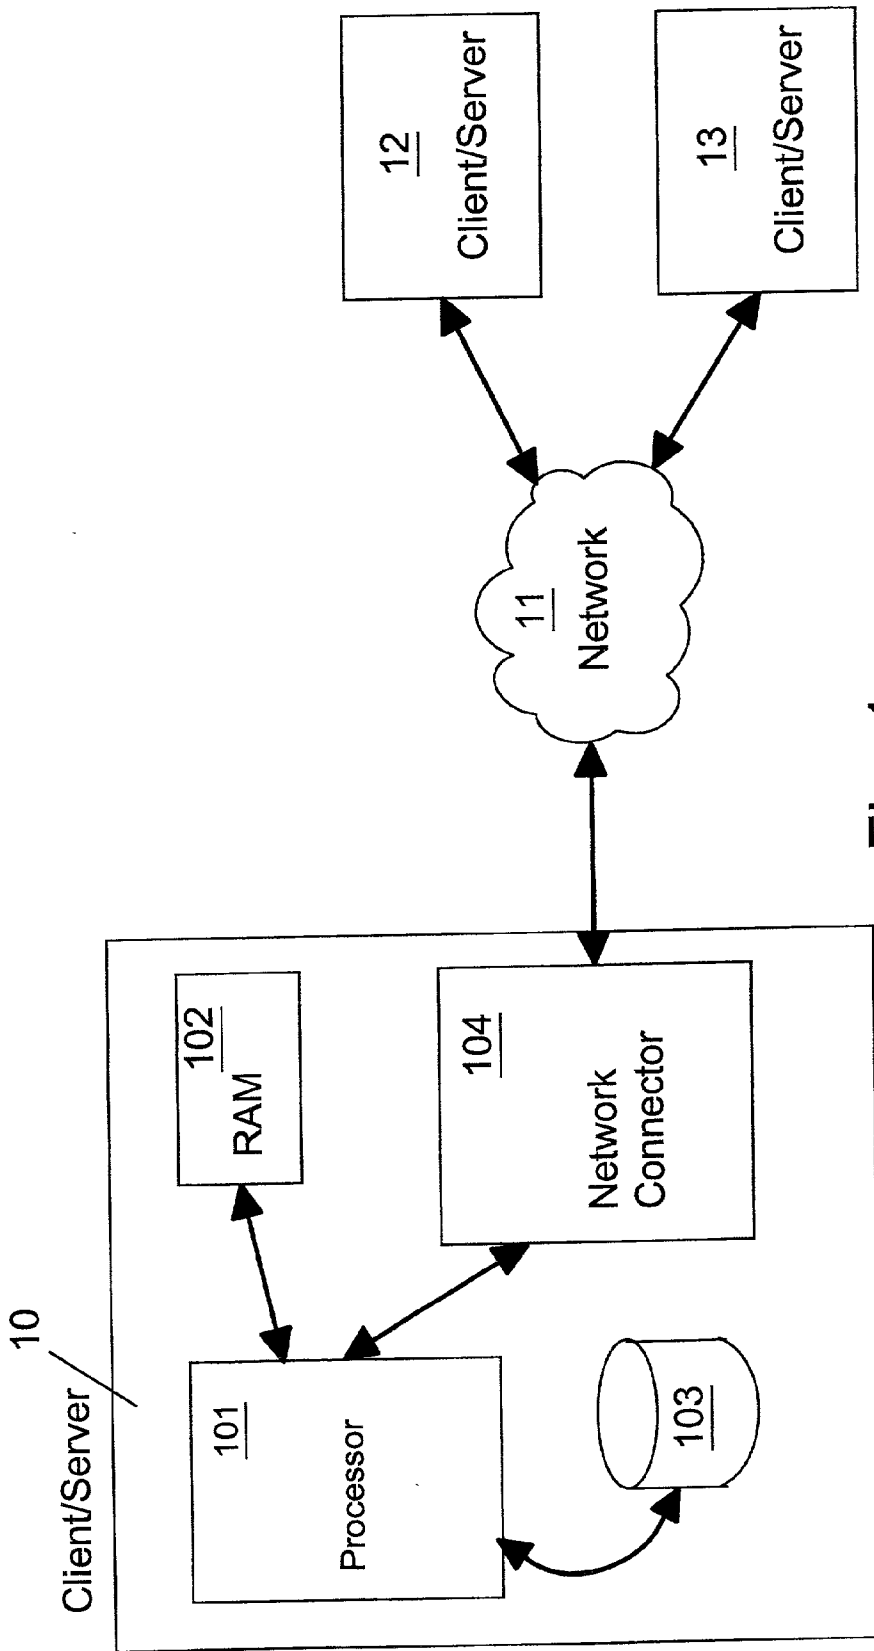 10
Client/Server
101
Processor
102
RAM
103
104
Network
Connector
11
Network
12
Client/Server
13
Client/Server